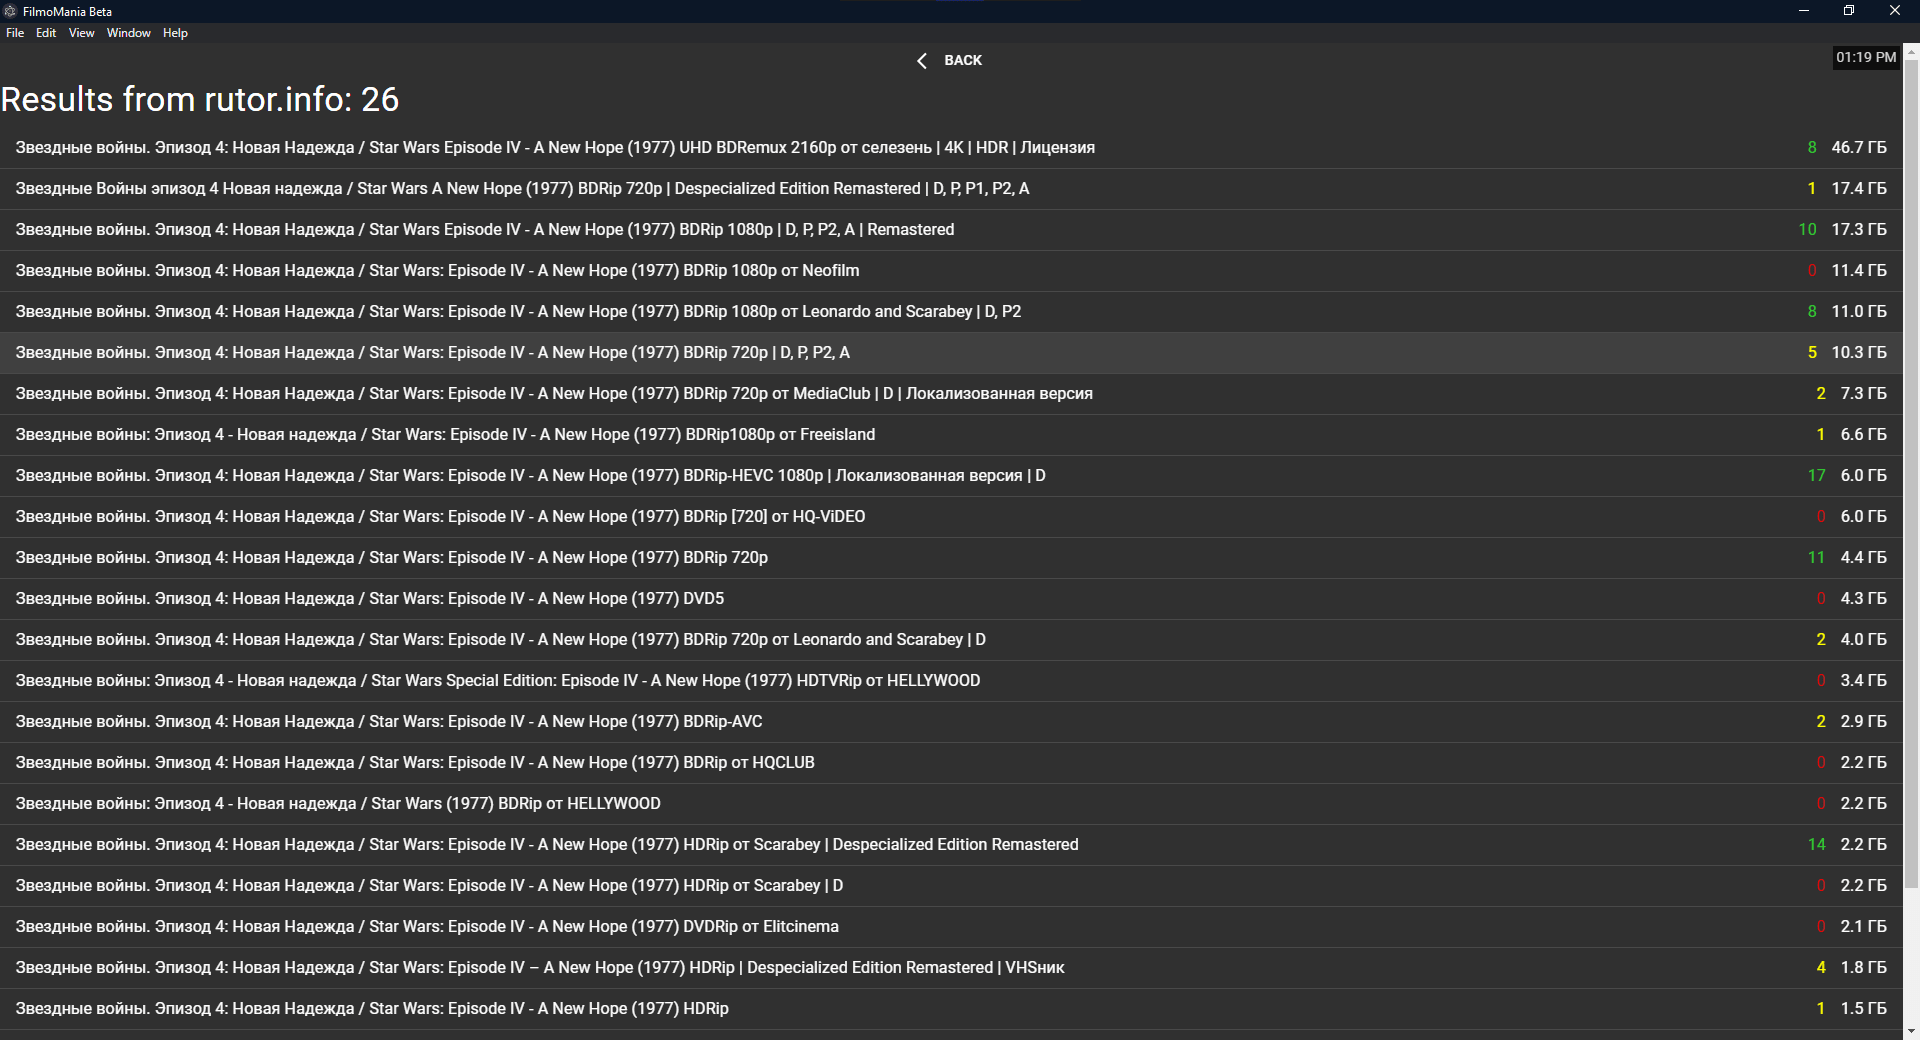 FilmoMania Beta
File Edit View Window Help
BACK
01:19 PM
Results from rutor.info: 26
Звездные войны. Эпизод 4: Новая Надежда / Star Wars Episode IV - A New Hope (1977) UHD BDRemux 2160p от селезень | 4K | HDR | Лицензия 8 46.7 ГБ
Звездные Войны эпизод 4 Новая надежда / Star Wars A New Hope (1977) BDRip 720p | Despecialized Edition Remastered | D, P, P1, P2, A 1 17.4 ГБ
Звездные войны. Эпизод 4: Новая Надежда / Star Wars Episode IV - A New Hope (1977) BDRip 1080p | D, P, P2, A | Remastered 10 17.3 ГБ
Звездные войны. Эпизод 4: Новая Надежда / Star Wars: Episode IV - A New Hope (1977) BDRip 1080p от Neofilm 0 11.4 ГБ
Звездные войны. Эпизод 4: Новая Надежда / Star Wars: Episode IV - A New Hope (1977) BDRip 1080p от Leonardo and Scarabey | D, P2 8 11.0 ГБ
Звездные войны. Эпизод 4: Новая Надежда / Star Wars: Episode IV - A New Hope (1977) BDRip 720p | D, P, P2, A 5 10.3 ГБ
Звездные войны. Эпизод 4: Новая Надежда / Star Wars: Episode IV - A New Hope (1977) BDRip 720p от MediaClub | D | Локализованная версия 2 7.3 ГБ
Звездные войны: Эпизод 4 - Новая надежда / Star Wars: Episode IV - A New Hope (1977) BDRip1080p от Freeisland 1 6.6 ГБ
Звездные войны. Эпизод 4: Новая Надежда / Star Wars: Episode IV - A New Hope (1977) BDRip-HEVC 1080p | Локализованная версия | D 17 6.0 ГБ
Звездные войны. Эпизод 4: Новая Надежда / Star Wars: Episode IV - A New Hope (1977) BDRip [720] от HQ-ViDEO 0 6.0 ГБ
Звездные войны. Эпизод 4: Новая Надежда / Star Wars: Episode IV - A New Hope (1977) BDRip 720p 11 4.4 ГБ
Звездные войны. Эпизод 4: Новая Надежда / Star Wars: Episode IV - A New Hope (1977) DVD5 0 4.3 ГБ
Звездные войны. Эпизод 4: Новая Надежда / Star Wars: Episode IV - A New Hope (1977) BDRip 720p от Leonardo and Scarabey | D 2 4.0 ГБ
Звездные войны: Эпизод 4 - Новая надежда / Star Wars Special Edition: Episode IV - A New Hope (1977) HDTVRip от HELLYWOOD 0 3.4 ГБ
Звездные войны. Эпизод 4: Новая Надежда / Star Wars: Episode IV - A New Hope (1977) BDRip-AVC 2 2.9 ГБ
Звездные войны. Эпизод 4: Новая Надежда / Star Wars: Episode IV - A New Hope (1977) BDRip от HQCLUB 0 2.2 ГБ
Звездные войны: Эпизод 4 - Новая надежда / Star Wars (1977) BDRip от HELLYWOOD 0 2.2 ГБ
Звездные войны. Эпизод 4: Новая Надежда / Star Wars: Episode IV - A New Hope (1977) HDRip от Scarabey | Despecialized Edition Remastered 14 2.2 ГБ
Звездные войны. Эпизод 4: Новая Надежда / Star Wars: Episode IV - A New Hope (1977) HDRip от Scarabey | D 0 2.2 ГБ
Звездные войны. Эпизод 4: Новая Надежда / Star Wars: Episode IV - A New Hope (1977) DVDRip от Elitcinema 0 2.1 ГБ
Звездные войны. Эпизод 4: Новая Надежда / Star Wars: Episode IV – A New Hope (1977) HDRip | Despecialized Edition Remastered | VHSник 4 1.8 ГБ
Звездные войны. Эпизод 4: Новая Надежда / Star Wars: Episode IV - A New Hope (1977) HDRip 1 1.5 ГБ